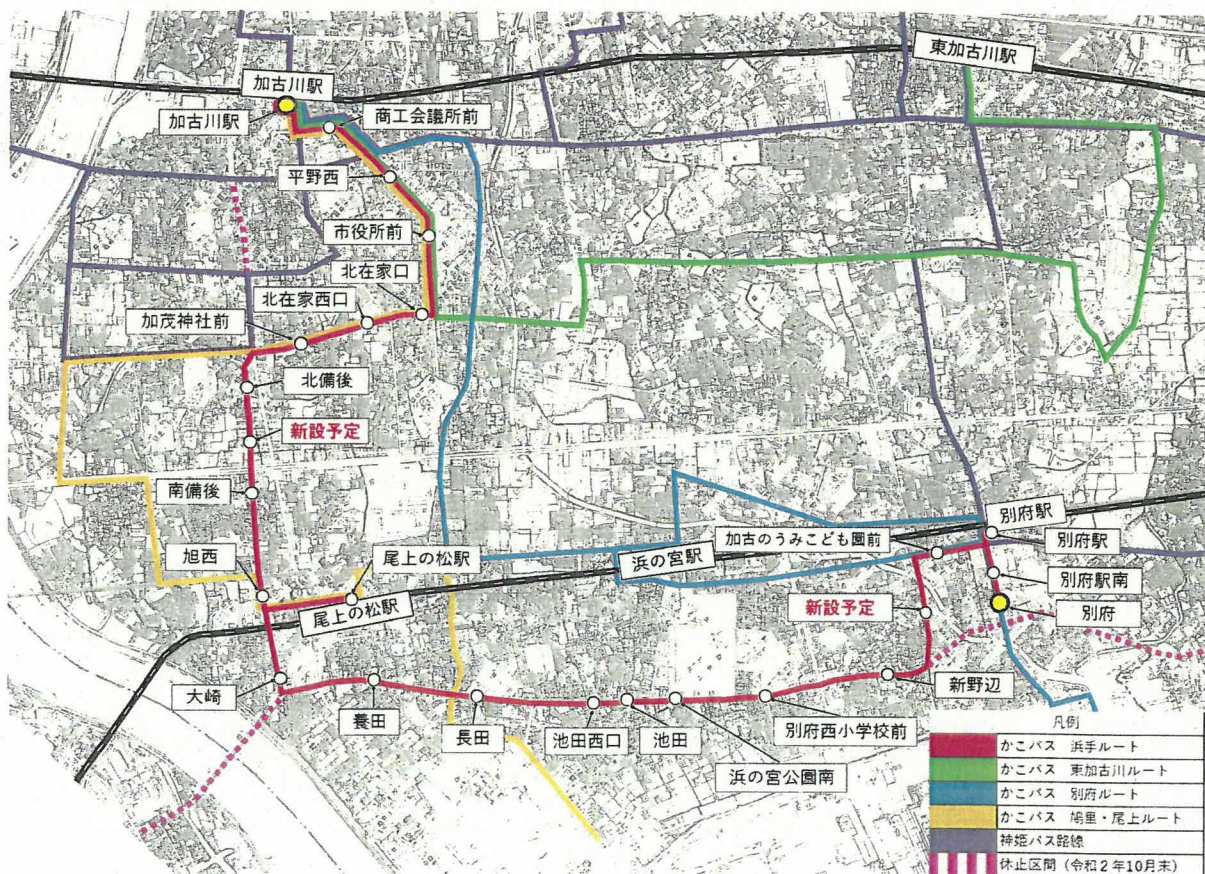 加古川駅
東加古川駅
加古川駅
商工会議所前
平野西
市役所前
北在家口
北在家西口
加茂神社前
北備後
新設予定
南備後
旭西
尾上の松駅
尾上の松駅
浜の宮駅
加古のうみこども園前
別府駅
別府駅
別府駅南
別府
新設予定
新野辺
大崎
養田
長田
池田西口
池田
浜の宮公園南
別府西小学校前
凡例
かこバス 浜手ルート
かこバス 東加古川ルート
かこバス 別府ルート
かこバス 鳩里・尾上ルート
神姫バス路線
休止区間（令和２年10月末）